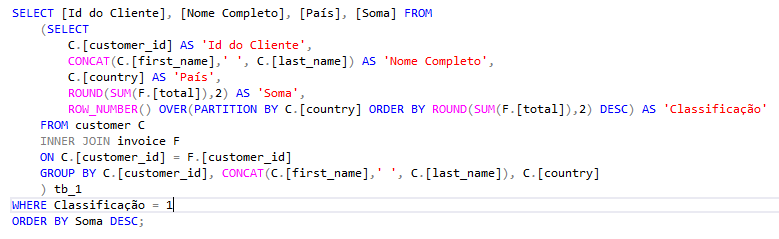 SELECT [Id do Cliente], [Nome Completo], [País], [Soma] FROM
(SELECT
C.[customer_id] AS 'Id do Cliente',
CONCAT(C.[first_name],' ', C.[last_name]) AS 'Nome Completo',
C.[country] AS 'País',
ROUND(SUM(F.[total]),2) AS 'Soma',
ROW_NUMBER() OVER(PARTITION BY C.[country] ORDER BY ROUND(SUM(F.[total]),2) DESC) AS 'Classificação'
FROM customer C
INNER JOIN invoice F
ON C.[customer_id] = F.[customer_id]
GROUP BY C.[customer_id], CONCAT(C.[first_name],' ', C.[last_name]), C.[country]
) tb_1
WHERE Classificação = 1
ORDER BY Soma DESC;